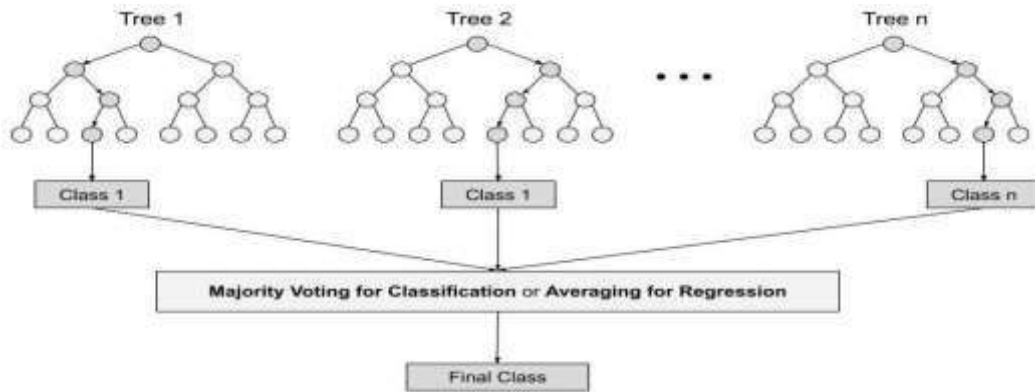 Tree 1
Tree 2
Tree n
Class 1
Class 1
Class n
Majority Voting for Classification or Averaging for Regression
Final Class